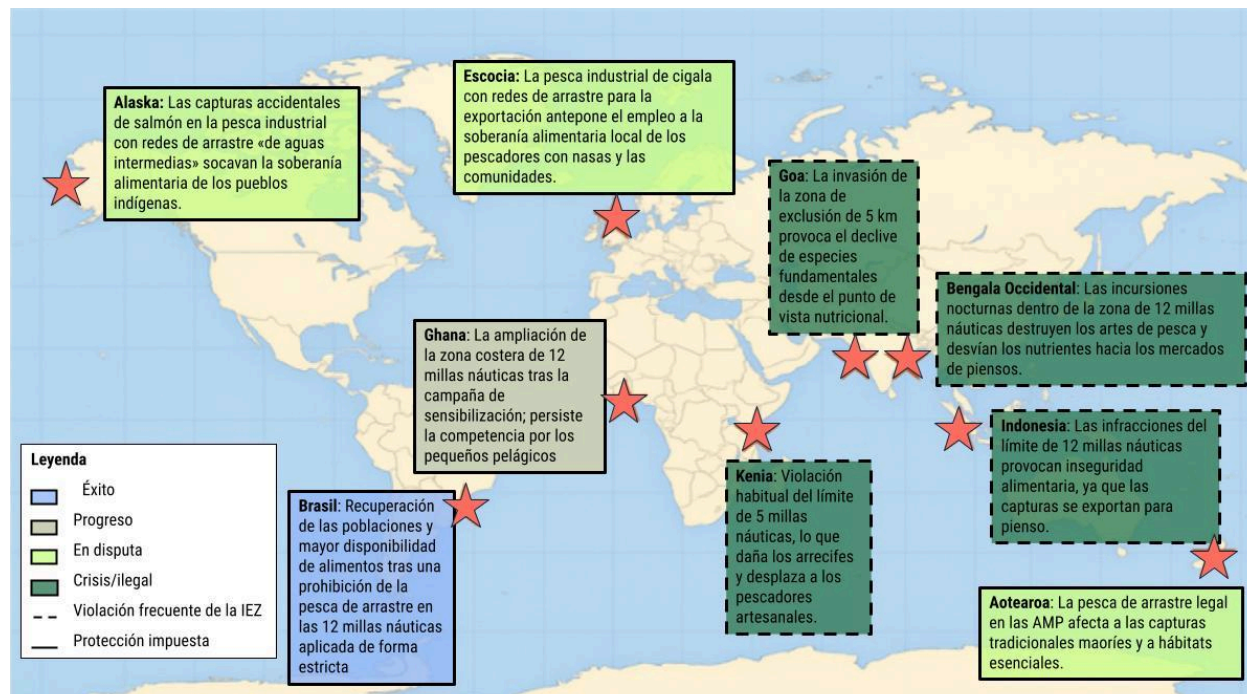 Alaska: Las capturas accidentales
de salmón en la pesca industrial
con redes de arrastre «de aguas
intermedias» socavan la soberanía
alimentaria de los pueblos
indígenas.
Escocia: La pesca industrial de cigala
con redes de arrastre para la
exportación antepone el empleo a la
soberanía alimentaria local de los
pescadores con nasas y las
comunidades.
Goa: La invasión de
la zona de
exclusión de 5 km
provoca el declive
de especies
fundamentales
desde el punto de
vista nutricional.
Bengala Occidental: Las incursiones
nocturnas dentro de la zona de 12 millas
náuticas destruyen los artes de pesca y
desvían los nutrientes hacia los mercados
de piensos.
Ghana: La ampliación de
la zona costera de 12
millas náuticas tras la
campaña de
sensibilización; persiste
la competencia por los
pequeños pelágicos
Indonesia: Las infracciones del
límite de 12 millas náuticas
provocan inseguridad
alimentaria, ya que las
capturas se exportan para
pienso.
Kenia: Violación
habitual del límite
de 5 millas
náuticas, lo que
daña los arrecifes
y desplaza a los
pescadores
artesanales.
Brasil: Recuperación
de las poblaciones y
mayor disponibilidad
de alimentos tras una
prohibición de la
pesca de arrastre en
las 12 millas náuticas
aplicada de forma
estricta
Aotearoa: La pesca de arrastre legal
en las AMP afecta a las capturas
tradicionales maoríes y a hábitats
esenciales.
Leyenda
Éxito
Progreso
En disputa
Crisis/ilegal
Violación frecuente de la IEZ
Protección impuesta